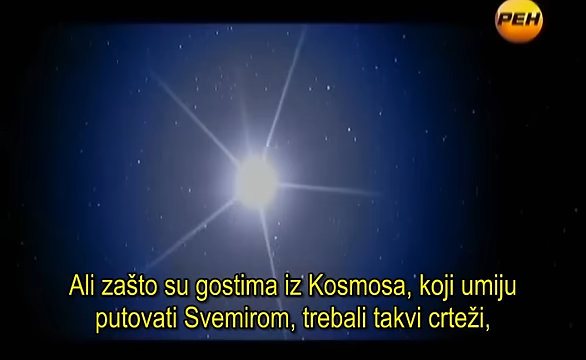 РЕН
Ali zašto su gostima iz Kosmosa, koji umiju
putovati Svemirom, trebali takvi crteži,